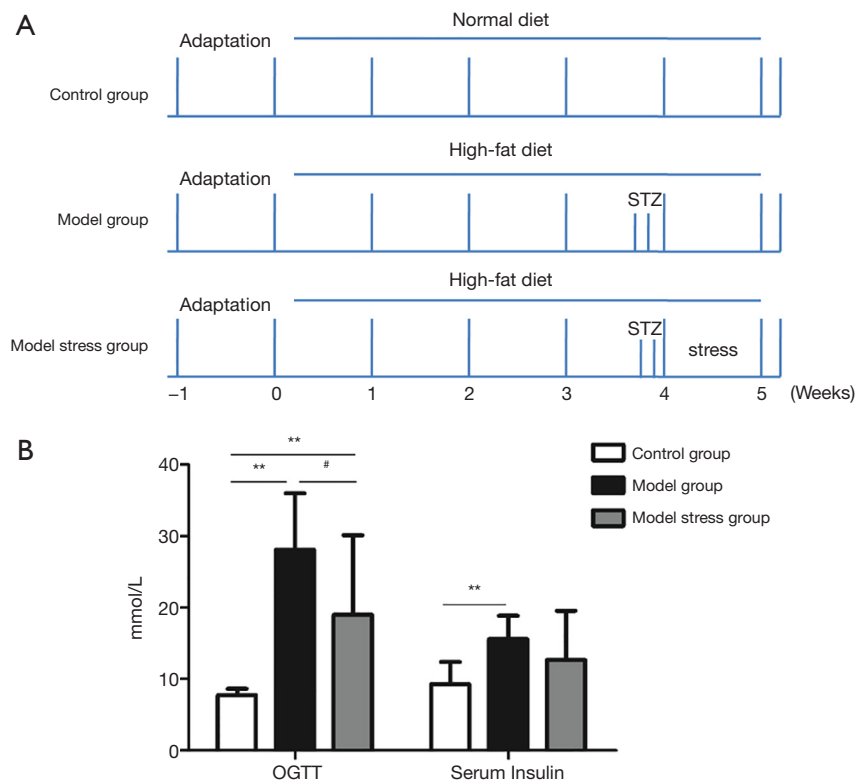 A
Normal diet
Adaptation
Control group
High-fat diet
Adaptation
STZ
Model group
High-fat diet
Adaptation
STZ
Model stress group
stress
–1 0 1 2 3 4 5 (Weeks)
B
** 
** #
**
Control group
Model group
Model stress group
mmol/L
40
30
20
10
0
OGTT Serum Insulin